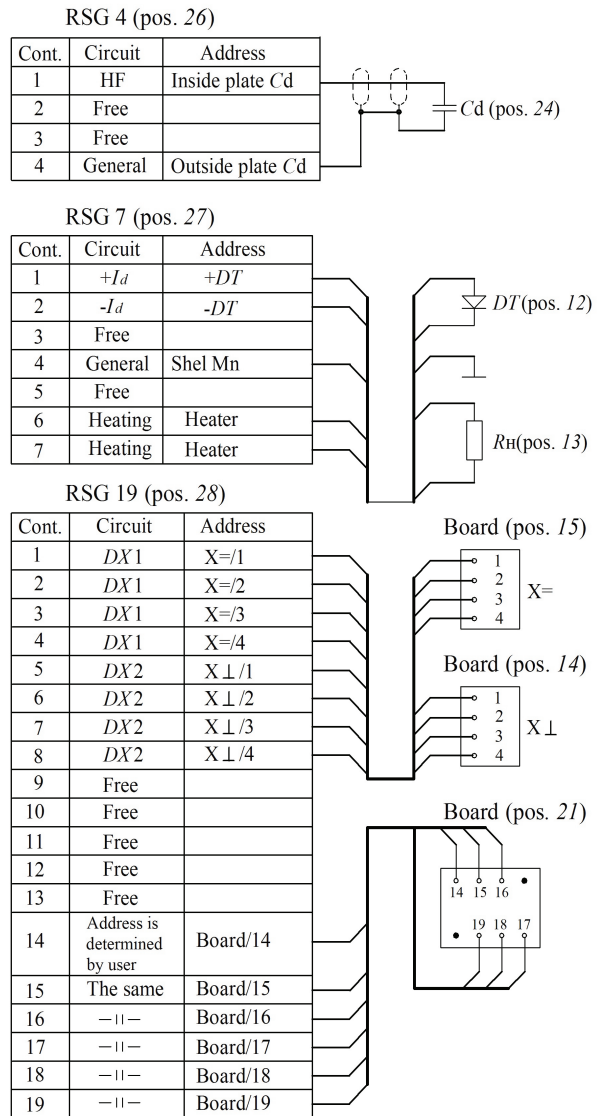 RSG 4 (pos. 26)
Cont. Circuit Address
1 HF Inside plate Cd
2 Free
3 Free
4 General Outside plate Cd
Cd (pos. 24)
RSG 7 (pos. 27)
Cont. Circuit Address
1 +Id +DT
2 -Id -DT
3 Free
4 General Shel Mn
5 Free
6 Heating Heater
7 Heating Heater
DT(pos. 12)
RH(pos. 13)
RSG 19 (pos. 28)
Cont. Circuit Address
1 DX1 X=/1
2 DX1 X=/2
3 DX1 X=/3
4 DX1 X=/4
5 DX2 X⊥/1
6 DX2 X⊥/2
7 DX2 X⊥/3
8 DX2 X⊥/4
9 Free
10 Free
11 Free
12 Free
13 Free
14 Address is
determined
by user
Board/14
15 The same Board/15
16 —ıı— Board/16
17 —ıı— Board/17
18 —ıı— Board/18
19 —ıı— Board/19
Board (pos. 15)
1
2
3
4
X=
Board (pos. 14)
1
2
3
4
X⊥
Board (pos. 21)
14 15 16
19 18 17